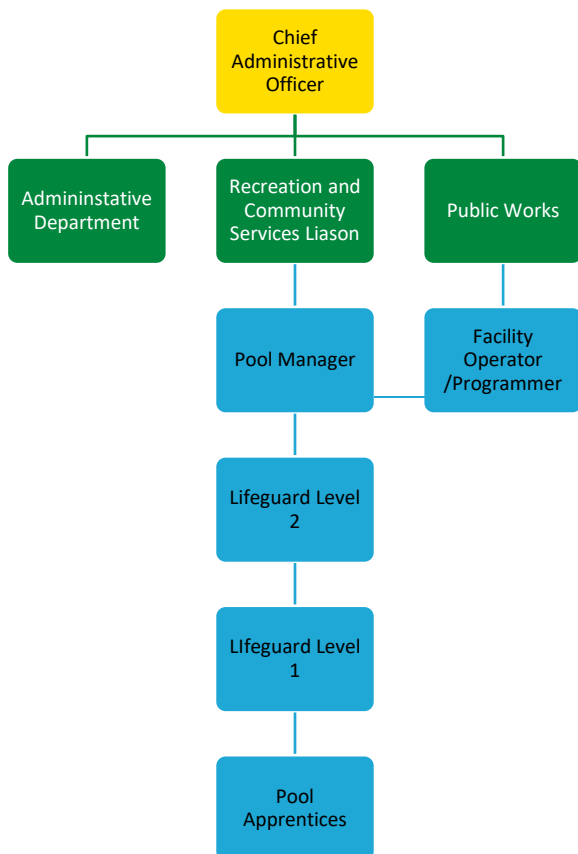 Chief
Administrative
Officer
Admininstative
Department
Recreation and
Community
Services Liason
Public Works
Pool Manager
Facility
Operator
/Programmer
Lifeguard Level
2
LIfeguard Level
1
Pool
Apprentices